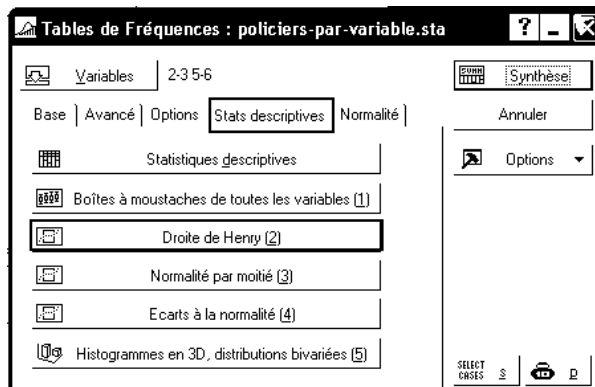 Tables de Fréquences : policiers-par-variable.sta ? _
Variables 2-3 5-6 Synthèse
Base Avancé Options Stats descriptives Normalité Annuler
Statistiques descriptives Options
Boîtes à moustaches de toutes les variables (1)
Droite de Henry (2)
Normalité par moitié (3)
Ecarts à la normalité (4)
Histogrammes en 3D, distributions bivariées (5)
SELECT CASES S D